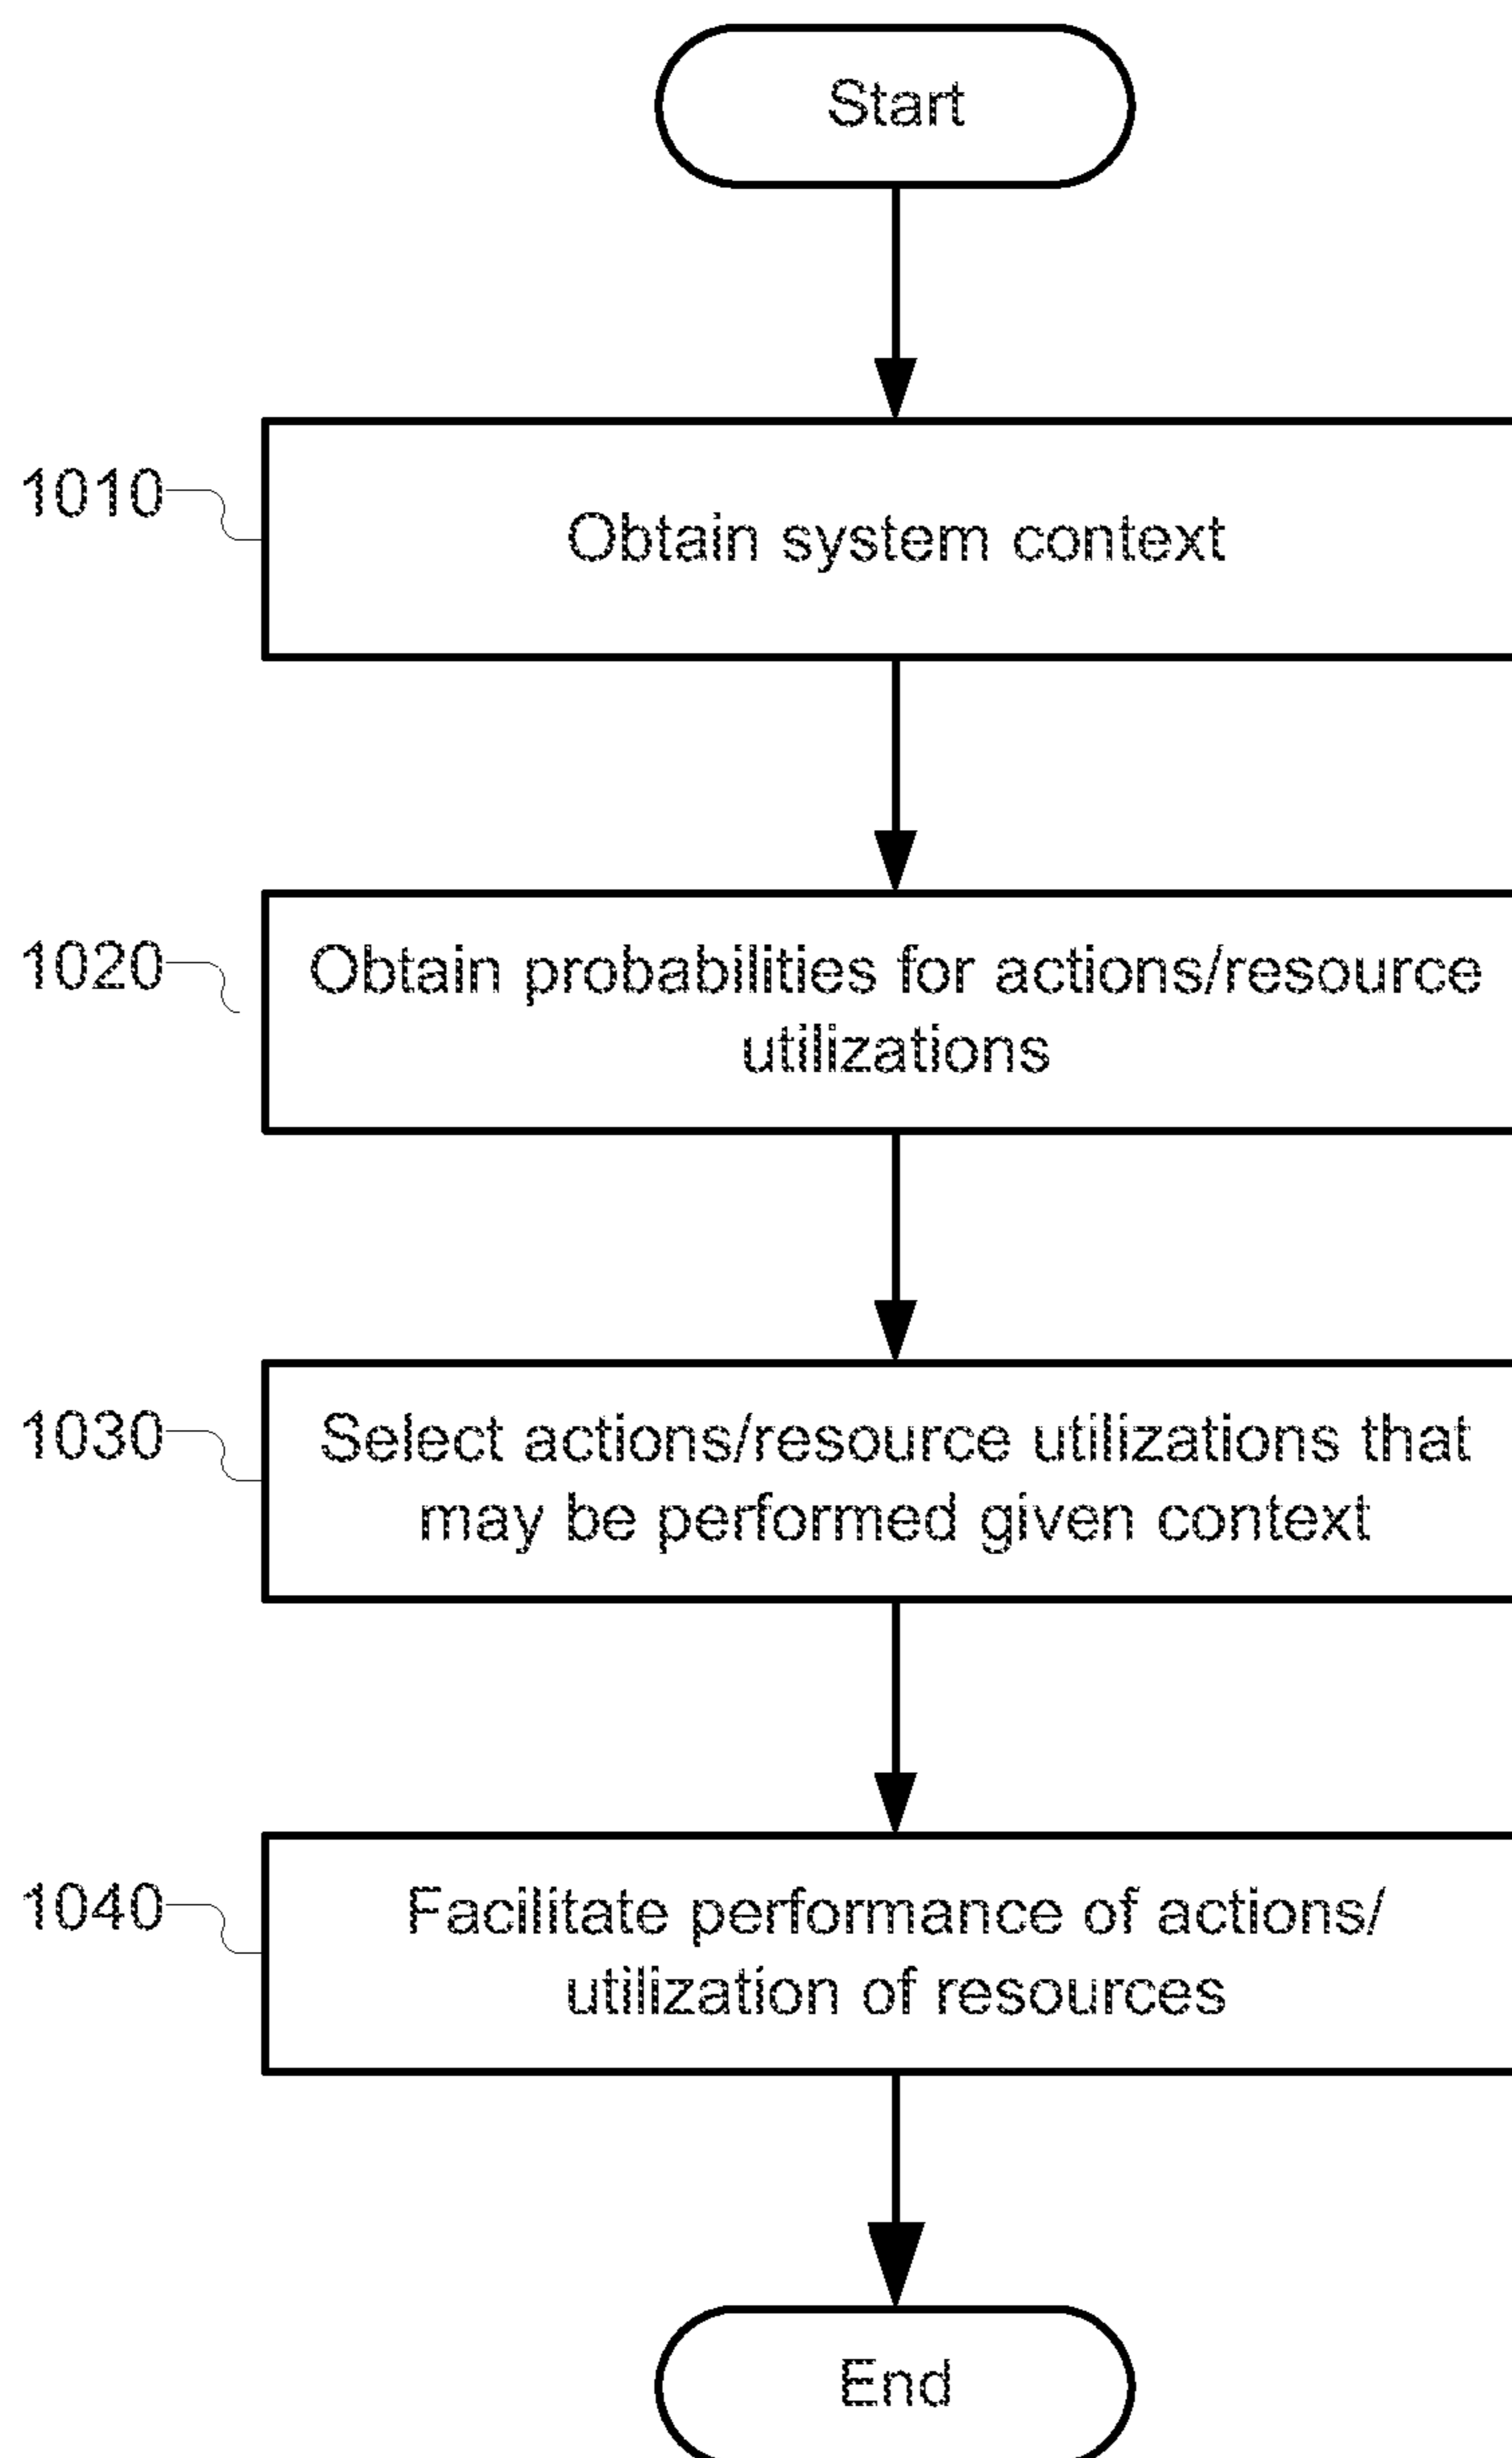 Start
1010
Obtain system context
1020
Obtain probabilities for actions/resource
utilizations
1030
Select actions/resource utilizations that
may be performed given context
1040
Facilitate performance of actions/
utilization of resources
End